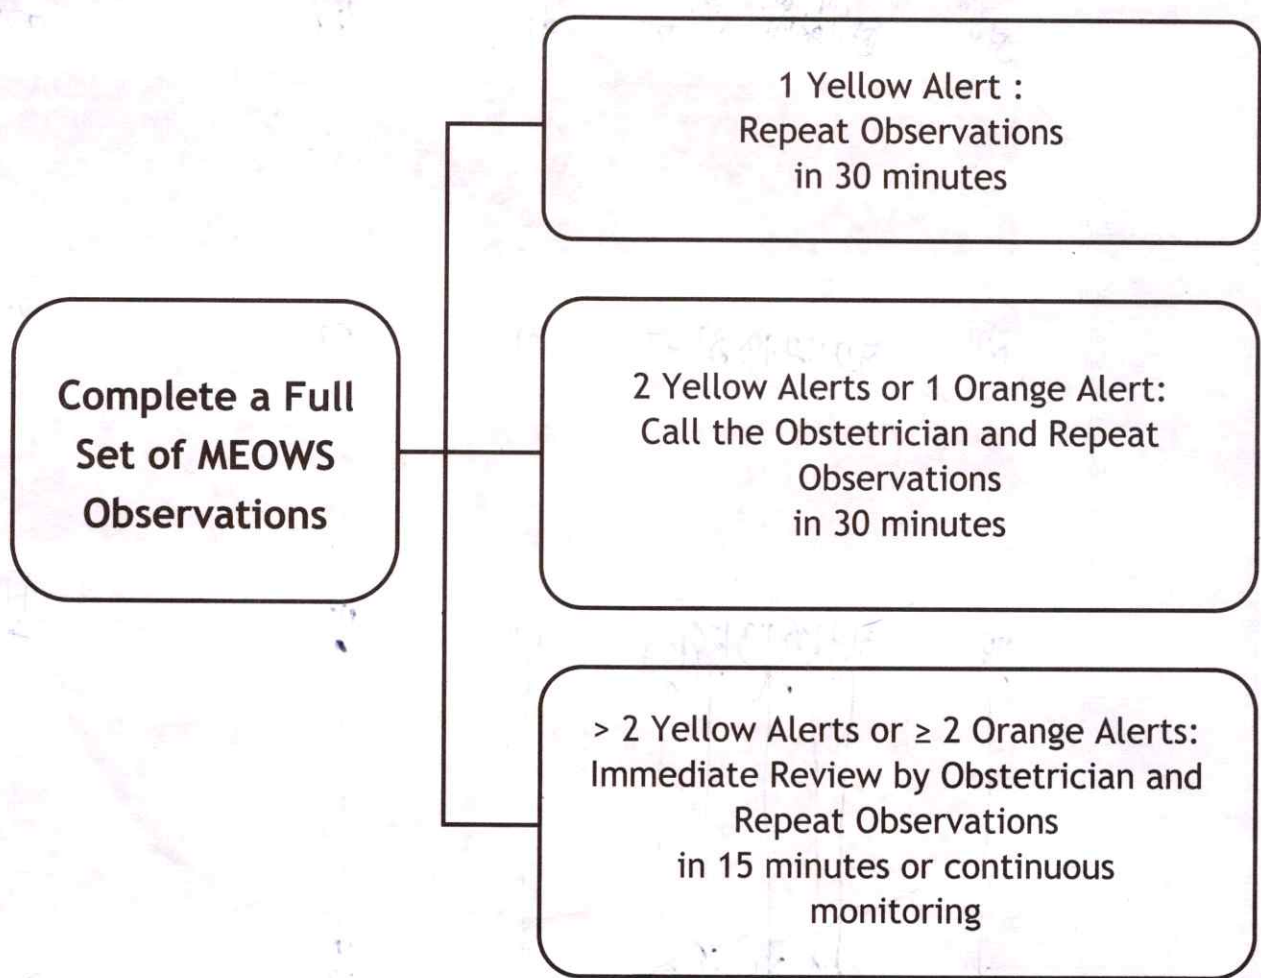 1 Yellow Alert :
Repeat Observations
in 30 minutes
Complete a Full
Set of MEOWS
Observations
2 Yellow Alerts or 1 Orange Alert:
Call the Obstetrician and Repeat
Observations
in 30 minutes
> 2 Yellow Alerts or ≥ 2 Orange Alerts:
Immediate Review by Obstetrician and
Repeat Observations
in 15 minutes or continuous
monitoring